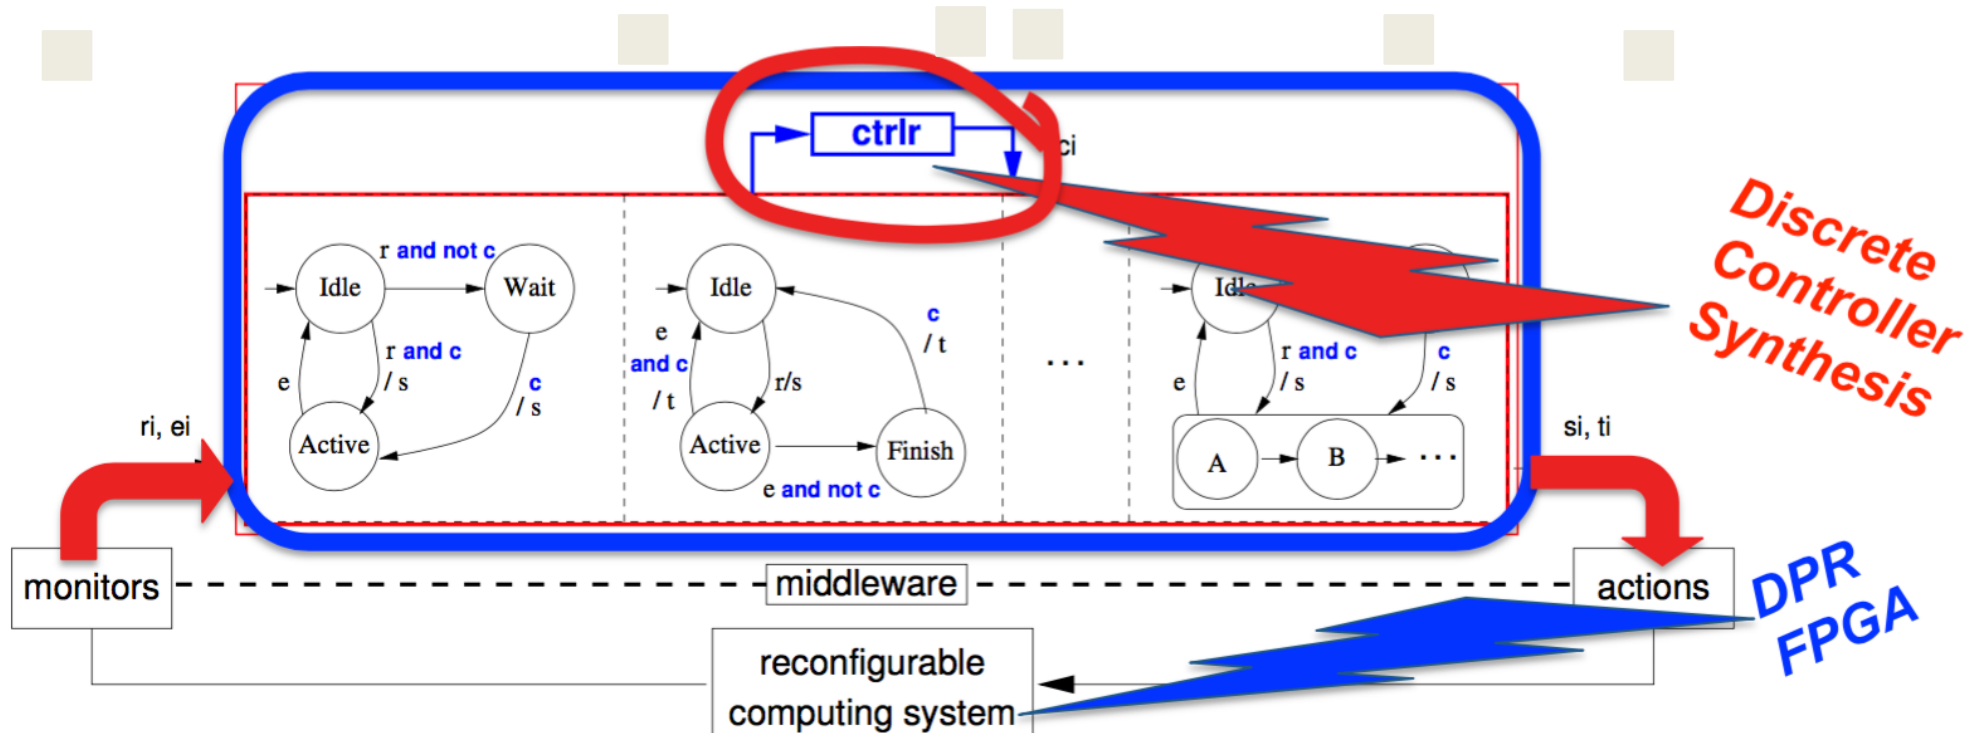 ctrlr
ci
Discrete
Controller
Synthesis
r and not c
Idle
Wait
r and c
/ s
e
c
/ s
Active
Idle
e
and c
/ t
r/s
c
/ t
Active
Finish
e and not c
...
Idle
r and c
/ s
e
c
/ s
A
B
...
ri, ei
si, ti
monitors
middleware
actions
DPR
FPGA
reconfigurable
computing system